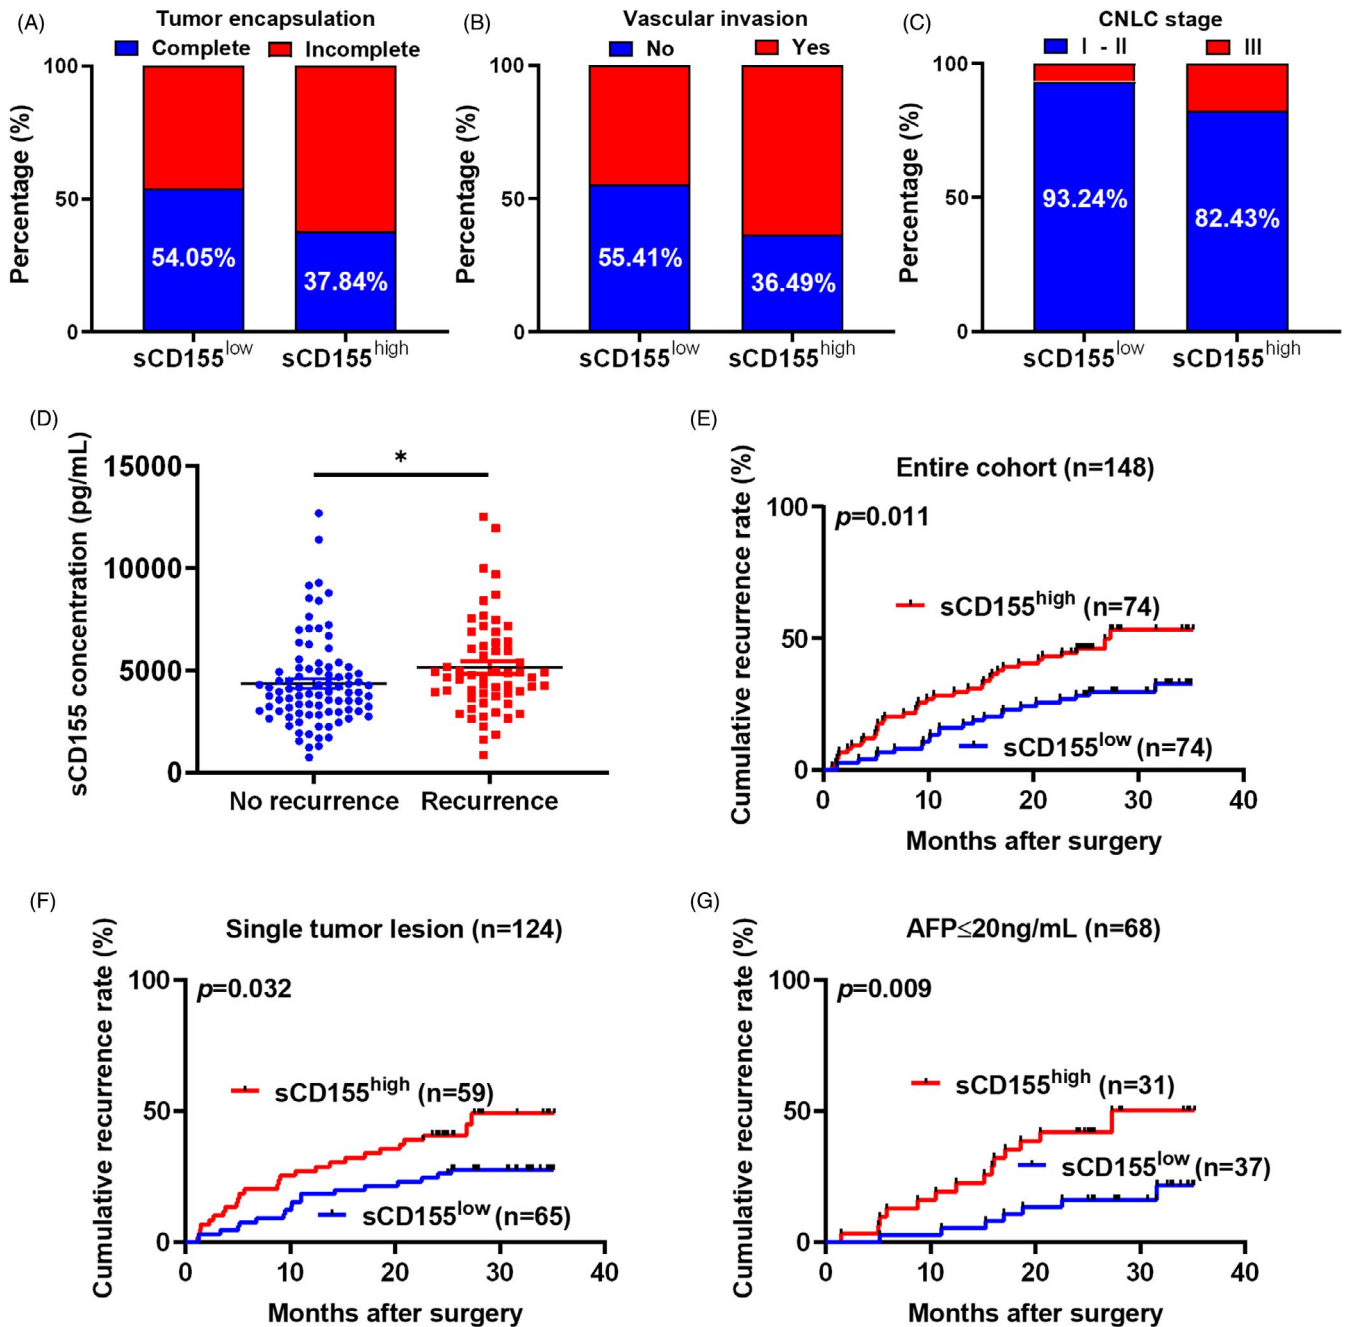 (A)
Tumor encapsulation
Complete Incomplete
Percentage (%)
100
50
0
54.05%
37.84%
sCD155low
sCD155high
(B)
Vascular invasion
No Yes
Percentage (%)
100
50
0
55.41%
36.49%
sCD155low
sCD155high
(C)
CNLC stage
I - II III
Percentage (%)
100
50
0
93.24%
82.43%
sCD155low
sCD155high
(D)
sCD155 concentration (pg/mL)
15000
10000
5000
0
*
No recurrence
Recurrence
(E)
Entire cohort (n=148)
Cumulative recurrence rate (%)
100
50
0
p=0.011
sCD155high (n=74)
sCD155low (n=74)
0 10 20 30 40
Months after surgery
(F)
Single tumor lesion (n=124)
Cumulative recurrence rate (%)
100
50
0
p=0.032
sCD155high (n=59)
sCD155low (n=65)
0 10 20 30 40
Months after surgery
(G)
AFP≤20ng/mL (n=68)
Cumulative recurrence rate (%)
100
50
0
p=0.009
sCD155high (n=31)
sCD155low (n=37)
0 10 20 30 40
Months after surgery